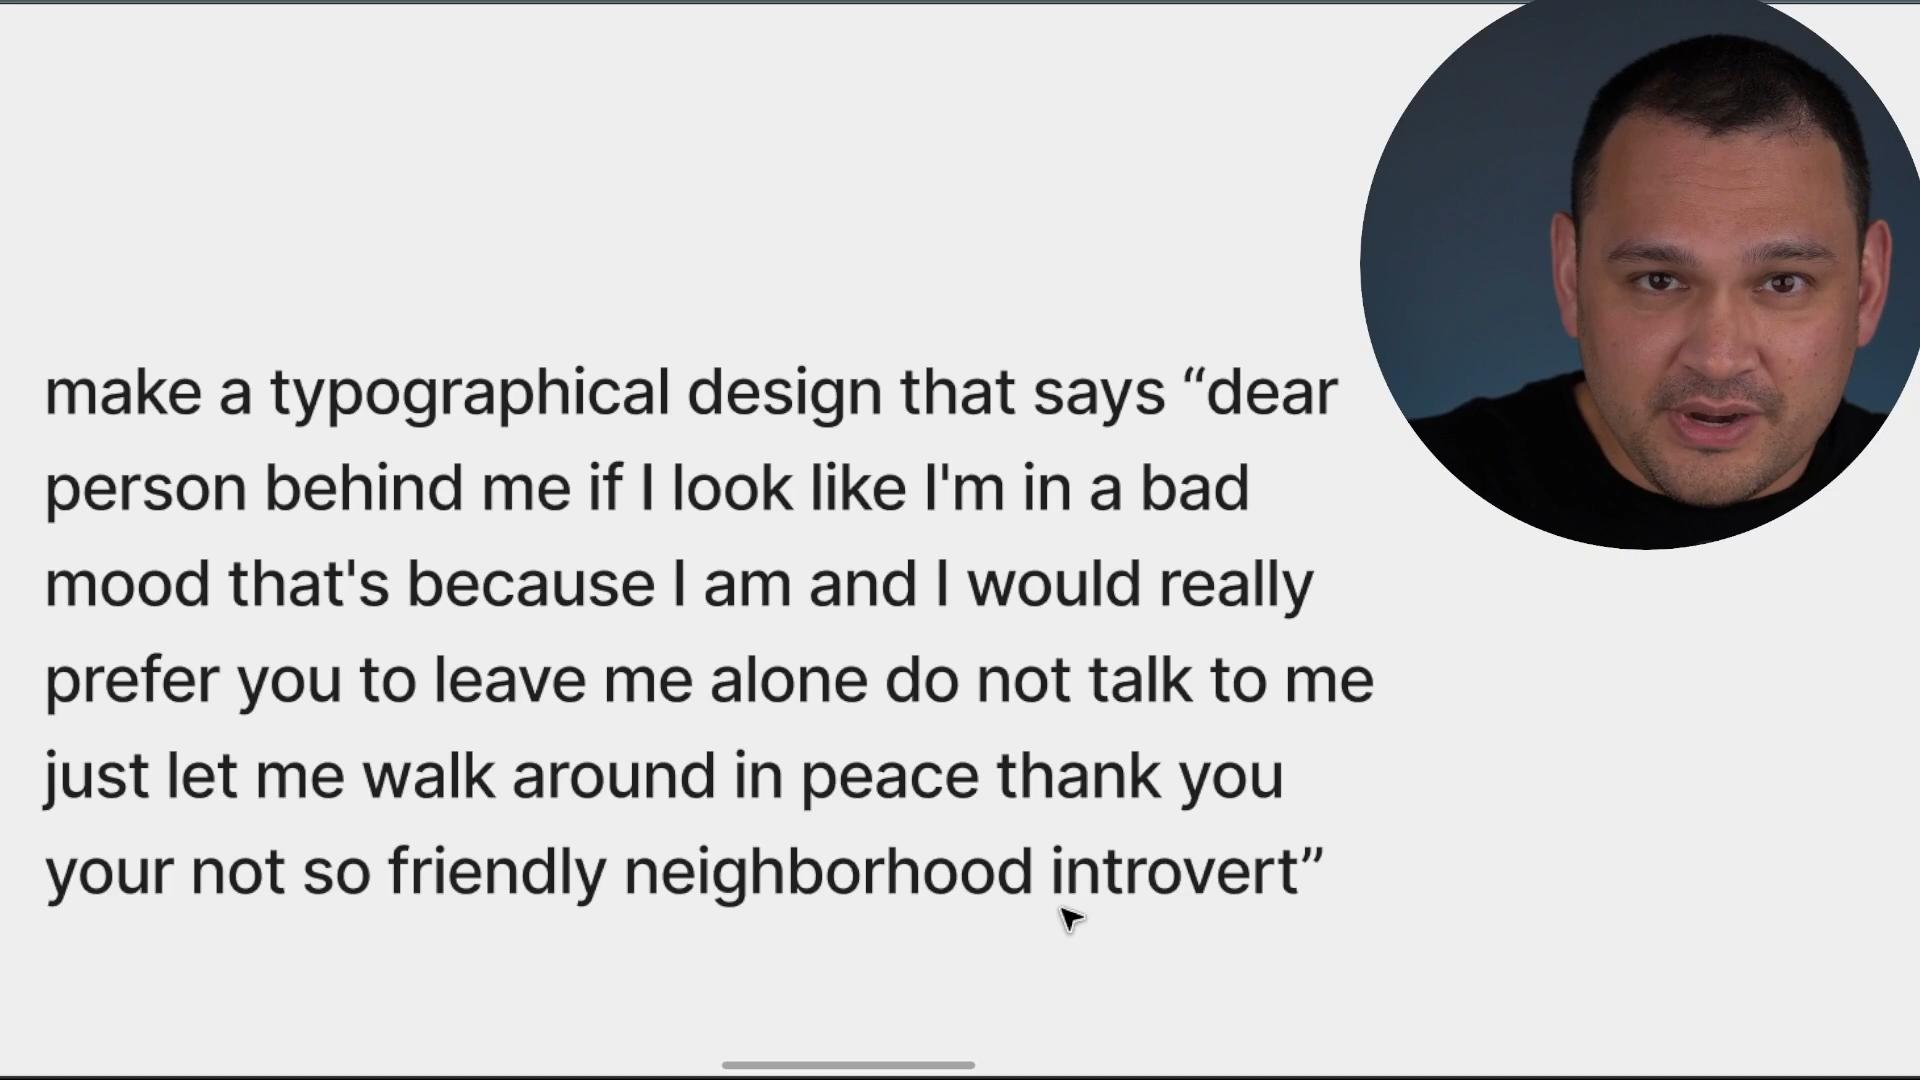 make a typographical design that says “dear
person behind me if I look like I'm in a bad
mood that's because I am and I would really
prefer you to leave me alone do not talk to me
just let me walk around in peace thank you
your not so friendly neighborhood introvert”